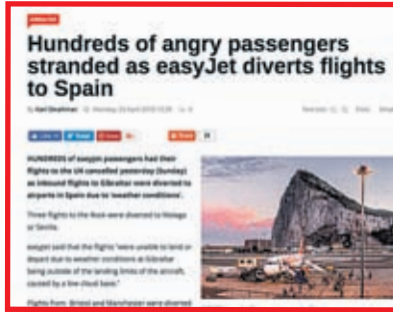 Hundreds of angry passengers
stranded as easyJet diverts flights
to Spain
HUNDREDS of easyJet passengers had their
flights to the UK cancelled yesterday (Sunday)
as inbound flights to Gibraltar were diverted to
airports in Spain due to 'weather conditions'.
Three flights to the Rock were diverted to Malaga
or Sevilla.
easyJet said that the flights "were unable to land or
depart due to weather conditions at Gibraltar
being outside of the landing limits of the aircraft,
caused by a low cloud base."
Flights from Bristol and Manchester were diverted